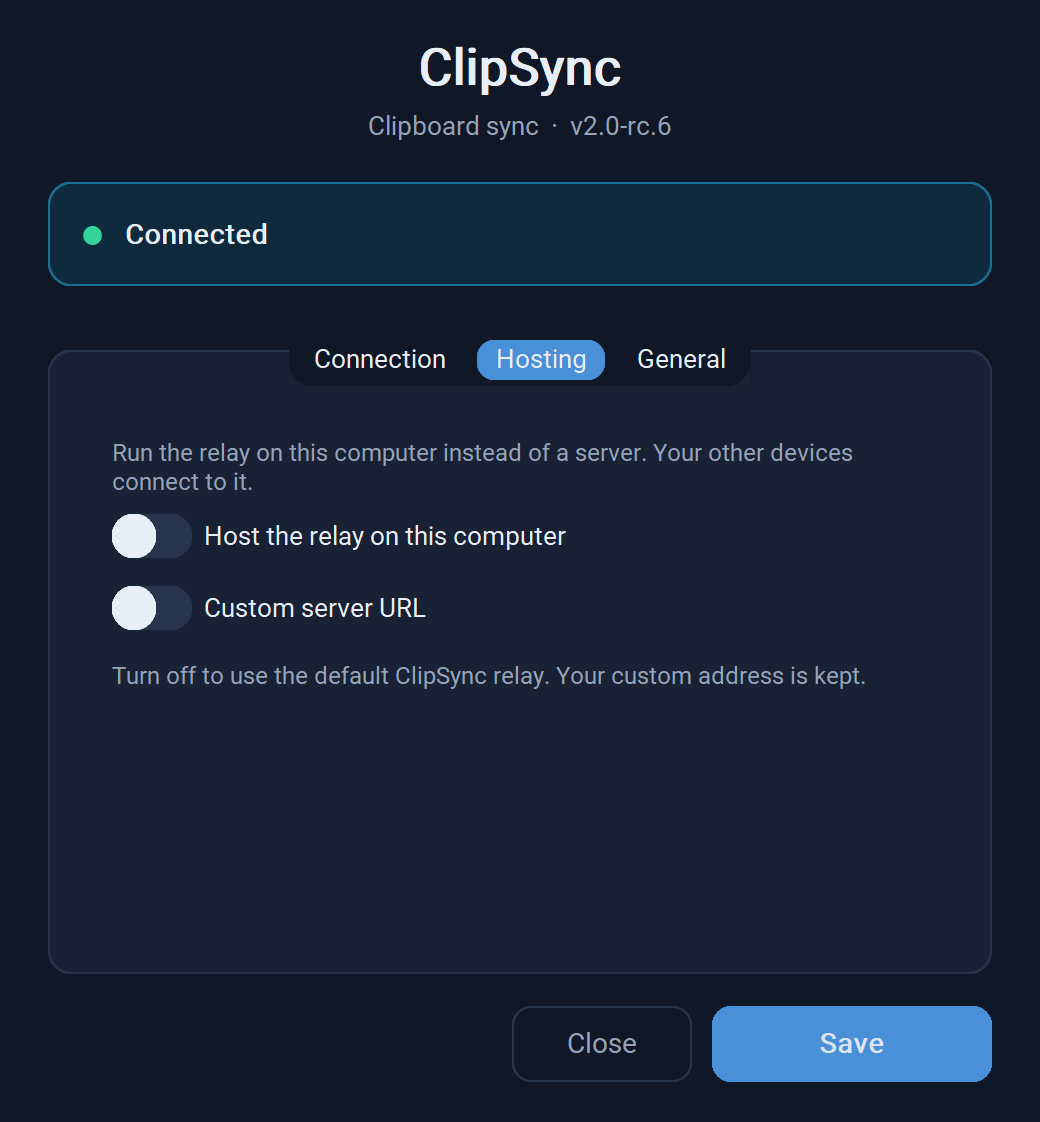 ClipSync
Clipboard sync · v2.0-rc.6
Connected
Connection Hosting General
Run the relay on this computer instead of a server. Your other devices
connect to it.
Host the relay on this computer
Custom server URL
Turn off to use the default ClipSync relay. Your custom address is kept.
Close Save